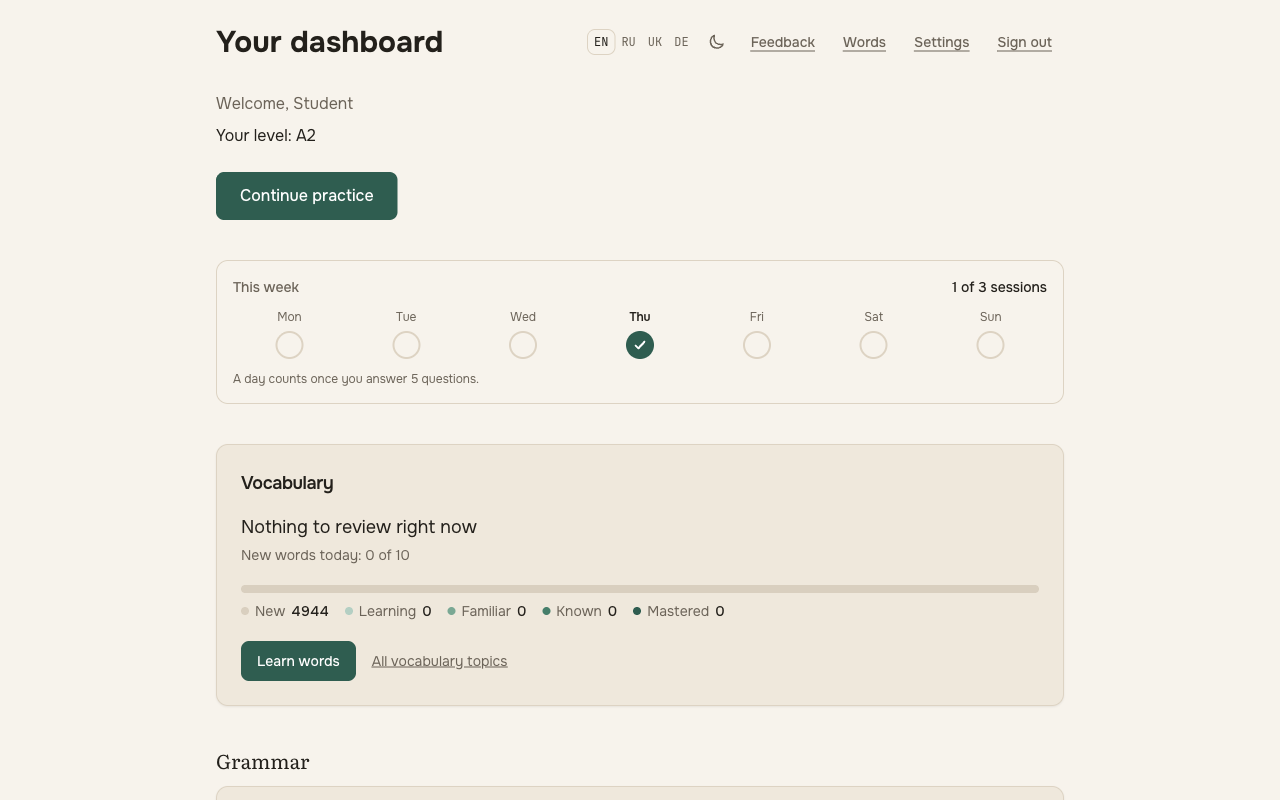 Your dashboard
EN RU UK DE Feedback Words Settings Sign out
Welcome, Student
Your level: A2
Continue practice
This week 1 of 3 sessions
Mon Tue Wed Thu Fri Sat Sun
A day counts once you answer 5 questions.
Vocabulary
Nothing to review right now
New words today: 0 of 10
New 4944 Learning 0 Familiar 0 Known 0 Mastered 0
Learn words All vocabulary topics
Grammar